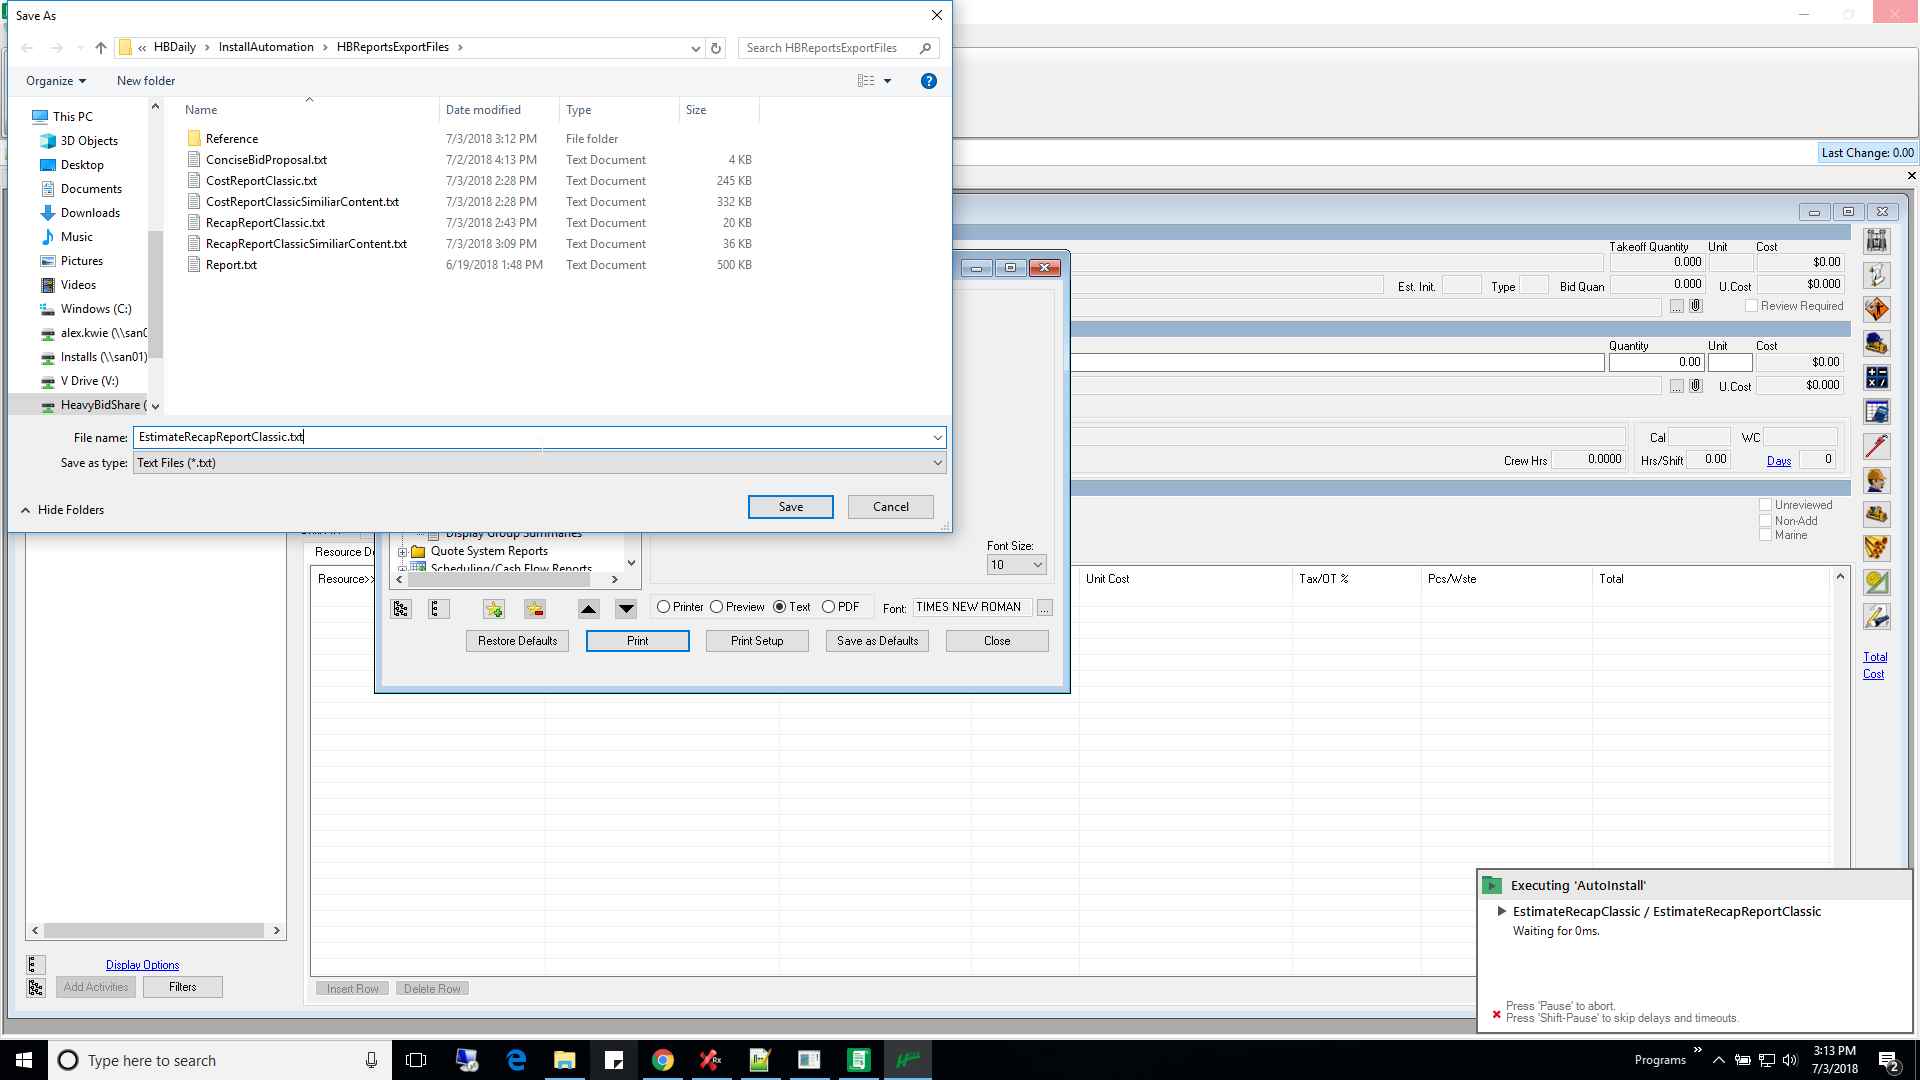 Save As
« HBDaily > InstallAutomation > HBReportsExportFiles >
Search HBReportsExportFiles
Organize
New folder
Name
Date modified
Type
Size
This PC
3D Objects
Desktop
Documents
Downloads
Music
Pictures
Videos
Windows (C:)
alex.kwie (\\san0
Installs (\\san01)
V Drive (V:)
HeavyBidShare (
Reference 7/3/2018 3:12 PM File folder
ConciseBidProposal.txt 7/2/2018 4:13 PM Text Document 4 KB
CostReportClassic.txt 7/3/2018 2:28 PM Text Document 245 KB
CostReportClassicSimiliarContent.txt 7/3/2018 2:28 PM Text Document 332 KB
RecapReportClassic.txt 7/3/2018 2:43 PM Text Document 20 KB
RecapReportClassicSimiliarContent.txt 7/3/2018 3:09 PM Text Document 36 KB
Report.txt 6/19/2018 1:48 PM Text Document 500 KB
File name: EstimateRecapReportClassic.txt
Save as type: Text Files (*.txt)
Hide Folders
Save
Cancel
Last Change: 0.00
Takeoff Quantity Unit Cost
0.000 $0.00
Est. Init. Type Bid Quan 0.000 U.Cost $0.000
... Review Required
Quantity Unit Cost
0.00 $0.00
... U.Cost $0.000
Cal WC
Crew Hrs 0.0000 Hrs/Shift 0.00 Days 0
Unreviewed
Non-Add
Marine
Total
Cost
Display Group Summaries
Quote System Reports
Scheduling/Cash Flow Reports
Font Size:
10
Printer Preview Text PDF Font: TIMES NEW ROMAN ...
Restore Defaults
Print
Print Setup
Save as Defaults
Close
Resource D
Resource>>
Unit Cost
Tax/OT %
Pcs/Wste
Total
Display Options
Add Activities
Filters
Insert Row
Delete Row
Executing 'AutoInstall'
EstimateRecapClassic / EstimateRecapReportClassic
Waiting for 0ms.
Press 'Pause' to abort.
Press 'Shift-Pause' to skip delays and timeouts.
Type here to search
Programs
3:13 PM
7/3/2018
2